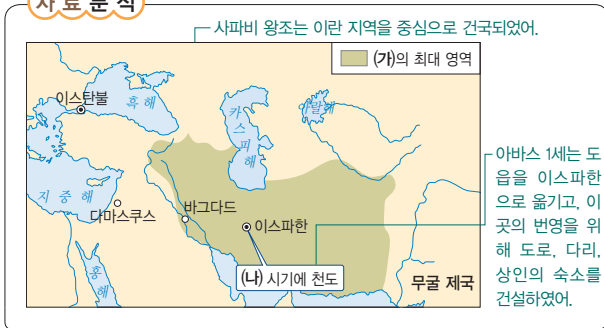 자료 분석
사파비 왕조는 이란 지역을 중심으로 건국되었어.
(가)의 최대 영역
이스탄불
흑해
카스피해
아랄해
지중해
다마스쿠스
바그다드
이스파한
(나) 시기에 천도
홍해
무굴 제국
아바스 1세는 도
읍을 이스파한
으로 옮기고, 이
곳의 번영을 위
해 도로, 다리,
상인의 숙소를
건설하였어.